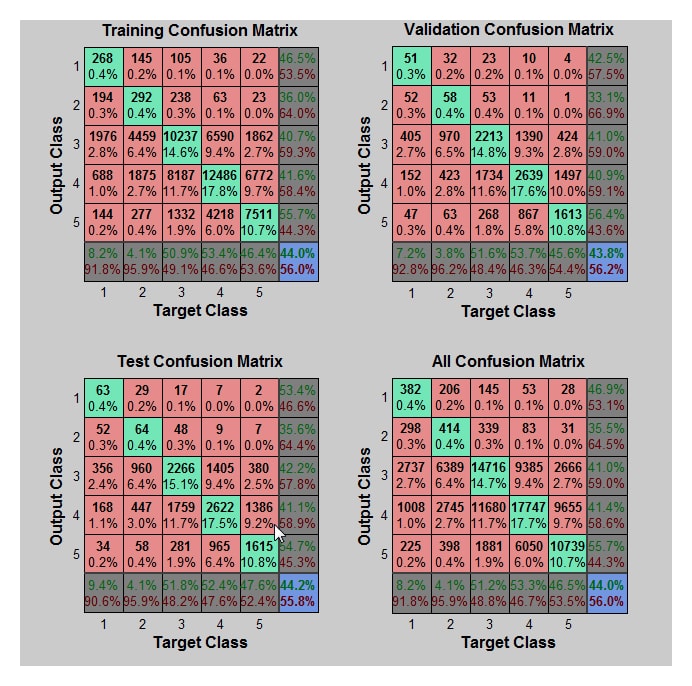 Training Confusion Matrix
1 268 145 105 36 22 46.5%
0.4% 0.2% 0.1% 0.1% 0.0% 53.5%
2 194 292 238 63 23 36.0%
0.3% 0.4% 0.3% 0.1% 0.0% 64.0%
3 1976 4459 10237 6590 1862 40.7%
2.8% 6.4% 14.6% 9.4% 2.7% 59.3%
4 688 1875 8187 12486 6772 41.6%
1.0% 2.7% 11.7% 17.8% 9.7% 58.4%
5 144 277 1332 4218 7511 55.7%
0.2% 0.4% 1.9% 6.0% 10.7% 44.3%
8.2% 4.1% 50.9% 53.4% 46.4% 44.0%
91.8% 95.9% 49.1% 46.6% 53.6% 56.0%
1 2 3 4 5
Target Class
Output Class
Validation Confusion Matrix
1 51 32 23 10 4 42.5%
0.3% 0.2% 0.2% 0.1% 0.0% 57.5%
2 52 58 53 11 1 33.1%
0.3% 0.4% 0.4% 0.1% 0.0% 66.9%
3 405 970 2213 1390 424 41.0%
2.7% 6.5% 14.8% 9.3% 2.8% 59.0%
4 152 423 1734 2639 1497 40.9%
1.0% 2.8% 11.6% 17.6% 10.0% 59.1%
5 47 63 268 867 1613 56.4%
0.3% 0.4% 1.8% 5.8% 10.8% 43.6%
7.2% 3.8% 51.6% 53.7% 45.6% 43.8%
92.8% 96.2% 48.4% 46.3% 54.4% 56.2%
1 2 3 4 5
Target Class
Output Class
Test Confusion Matrix
1 63 29 17 7 2 53.4%
0.4% 0.2% 0.1% 0.0% 0.0% 46.6%
2 52 64 48 9 7 35.6%
0.3% 0.4% 0.3% 0.1% 0.0% 64.4%
3 356 960 2266 1405 380 42.2%
2.4% 6.4% 15.1% 9.4% 2.5% 57.8%
4 168 447 1759 2622 1386 41.1%
1.1% 3.0% 11.7% 17.5% 9.2% 58.9%
5 34 58 281 965 1615 54.7%
0.2% 0.4% 1.9% 6.4% 10.8% 45.3%
9.4% 4.1% 51.8% 52.4% 47.6% 44.2%
90.6% 95.9% 48.2% 47.6% 52.4% 55.8%
1 2 3 4 5
Target Class
Output Class
All Confusion Matrix
1 382 206 145 53 28 46.9%
0.4% 0.2% 0.1% 0.1% 0.0% 53.1%
2 298 414 339 83 31 35.5%
0.3% 0.4% 0.3% 0.1% 0.0% 64.5%
3 2737 6389 14716 9385 2666 41.0%
2.7% 6.4% 14.7% 9.4% 2.7% 59.0%
4 1008 2745 11680 17747 9655 41.4%
1.0% 2.7% 11.7% 17.7% 9.7% 58.6%
5 225 398 1881 6050 10739 55.7%
0.2% 0.4% 1.9% 6.0% 10.7% 44.3%
8.2% 4.1% 51.2% 53.3% 46.5% 44.0%
91.8% 95.9% 48.8% 46.7% 53.5% 56.0%
1 2 3 4 5
Target Class
Output Class